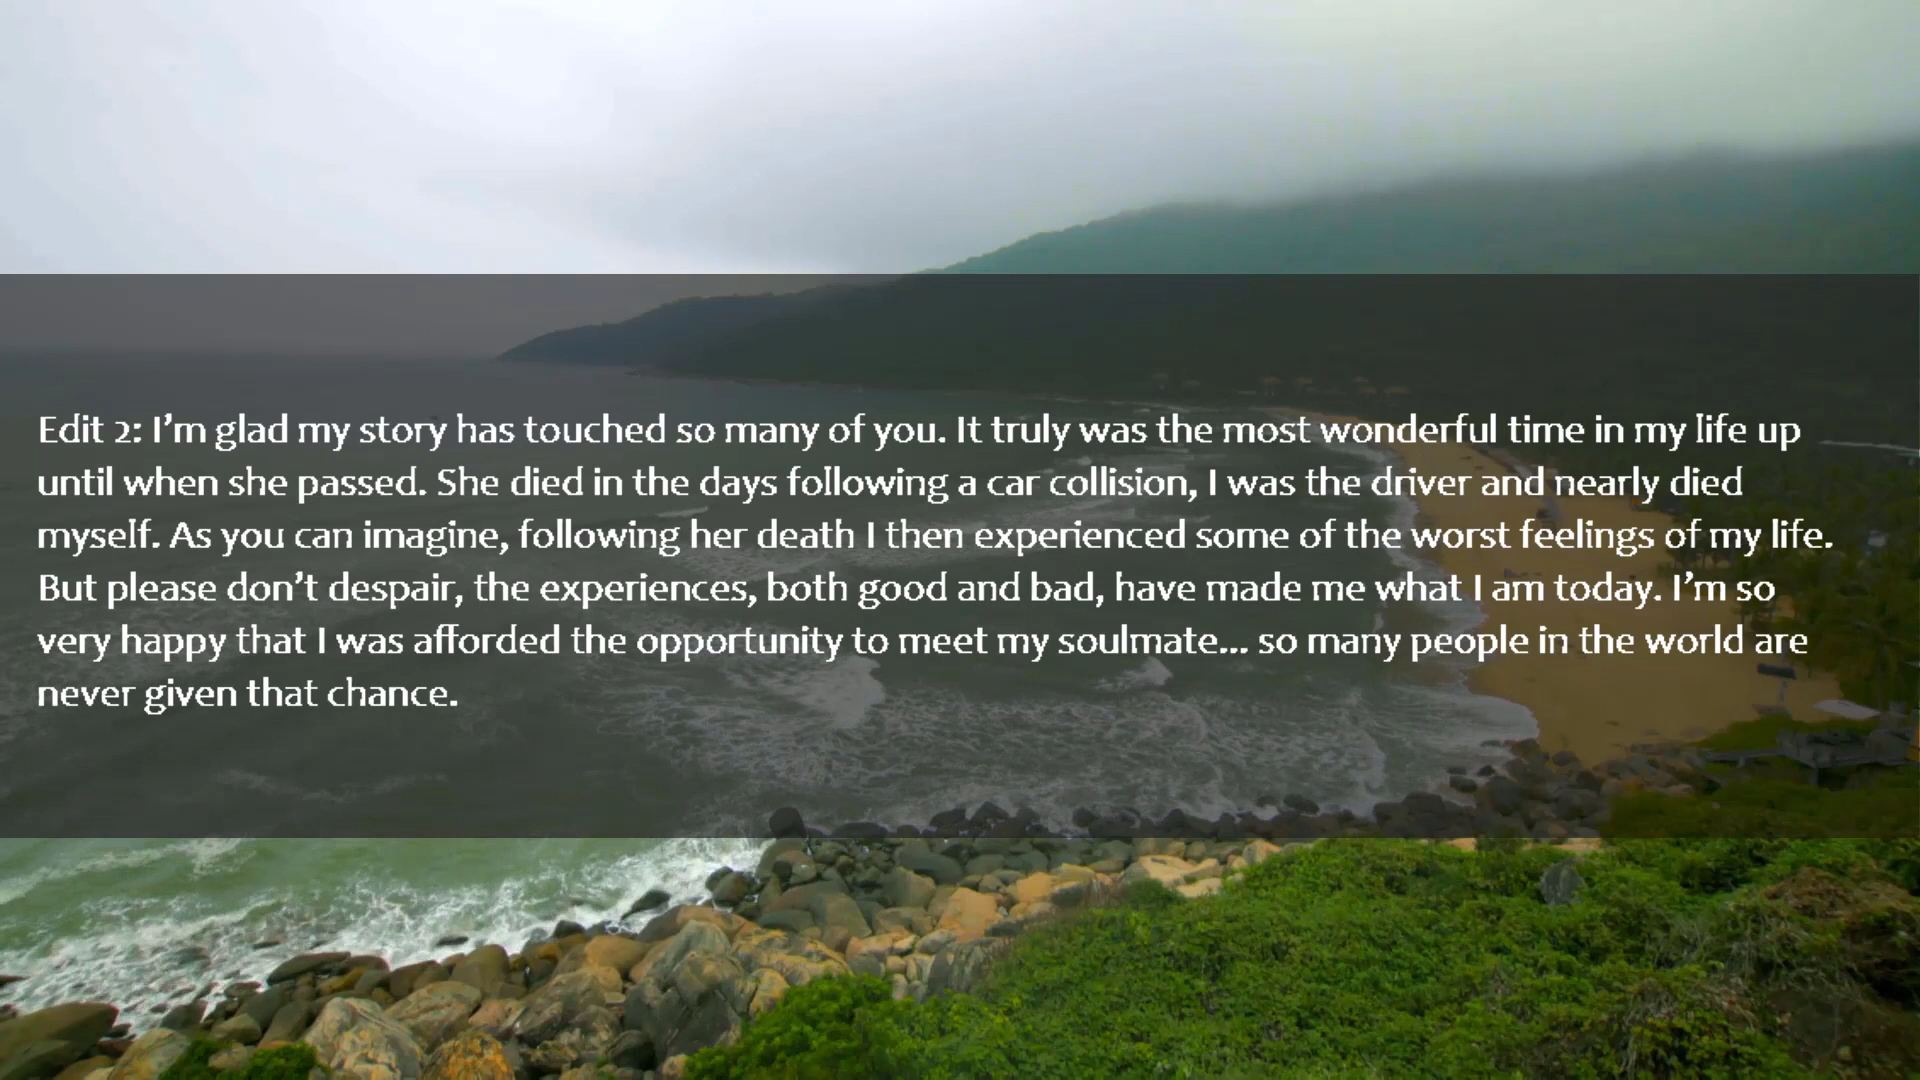 Edit 2: I’m glad my story has touched so many of you. It truly was the most wonderful time in my life up
until when she passed. She died in the days following a car collision, I was the driver and nearly died
myself. As you can imagine, following her death I then experienced some of the worst feelings of my life.
But please don’t despair, the experiences, both good and bad, have made me what I am today. I’m so
very happy that I was afforded the opportunity to meet my soulmate... so many people in the world are
never given that chance.